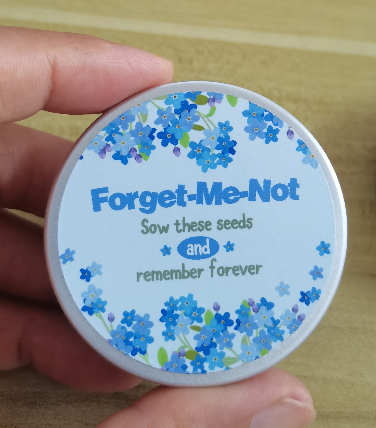 Forget-Me-Not
Sow these seeds
and
remember forever